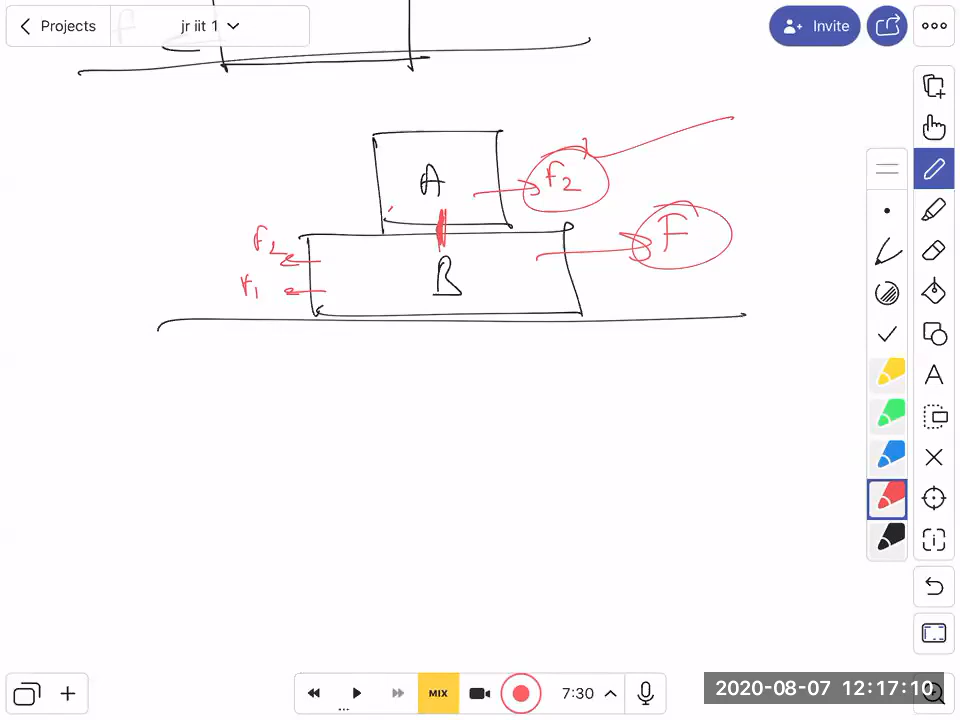 Projects
f
jr iit 1
Invite
A
f2
f2
F
f1
B
A
i
MIX
7:30
2020-08-07 12:17:10